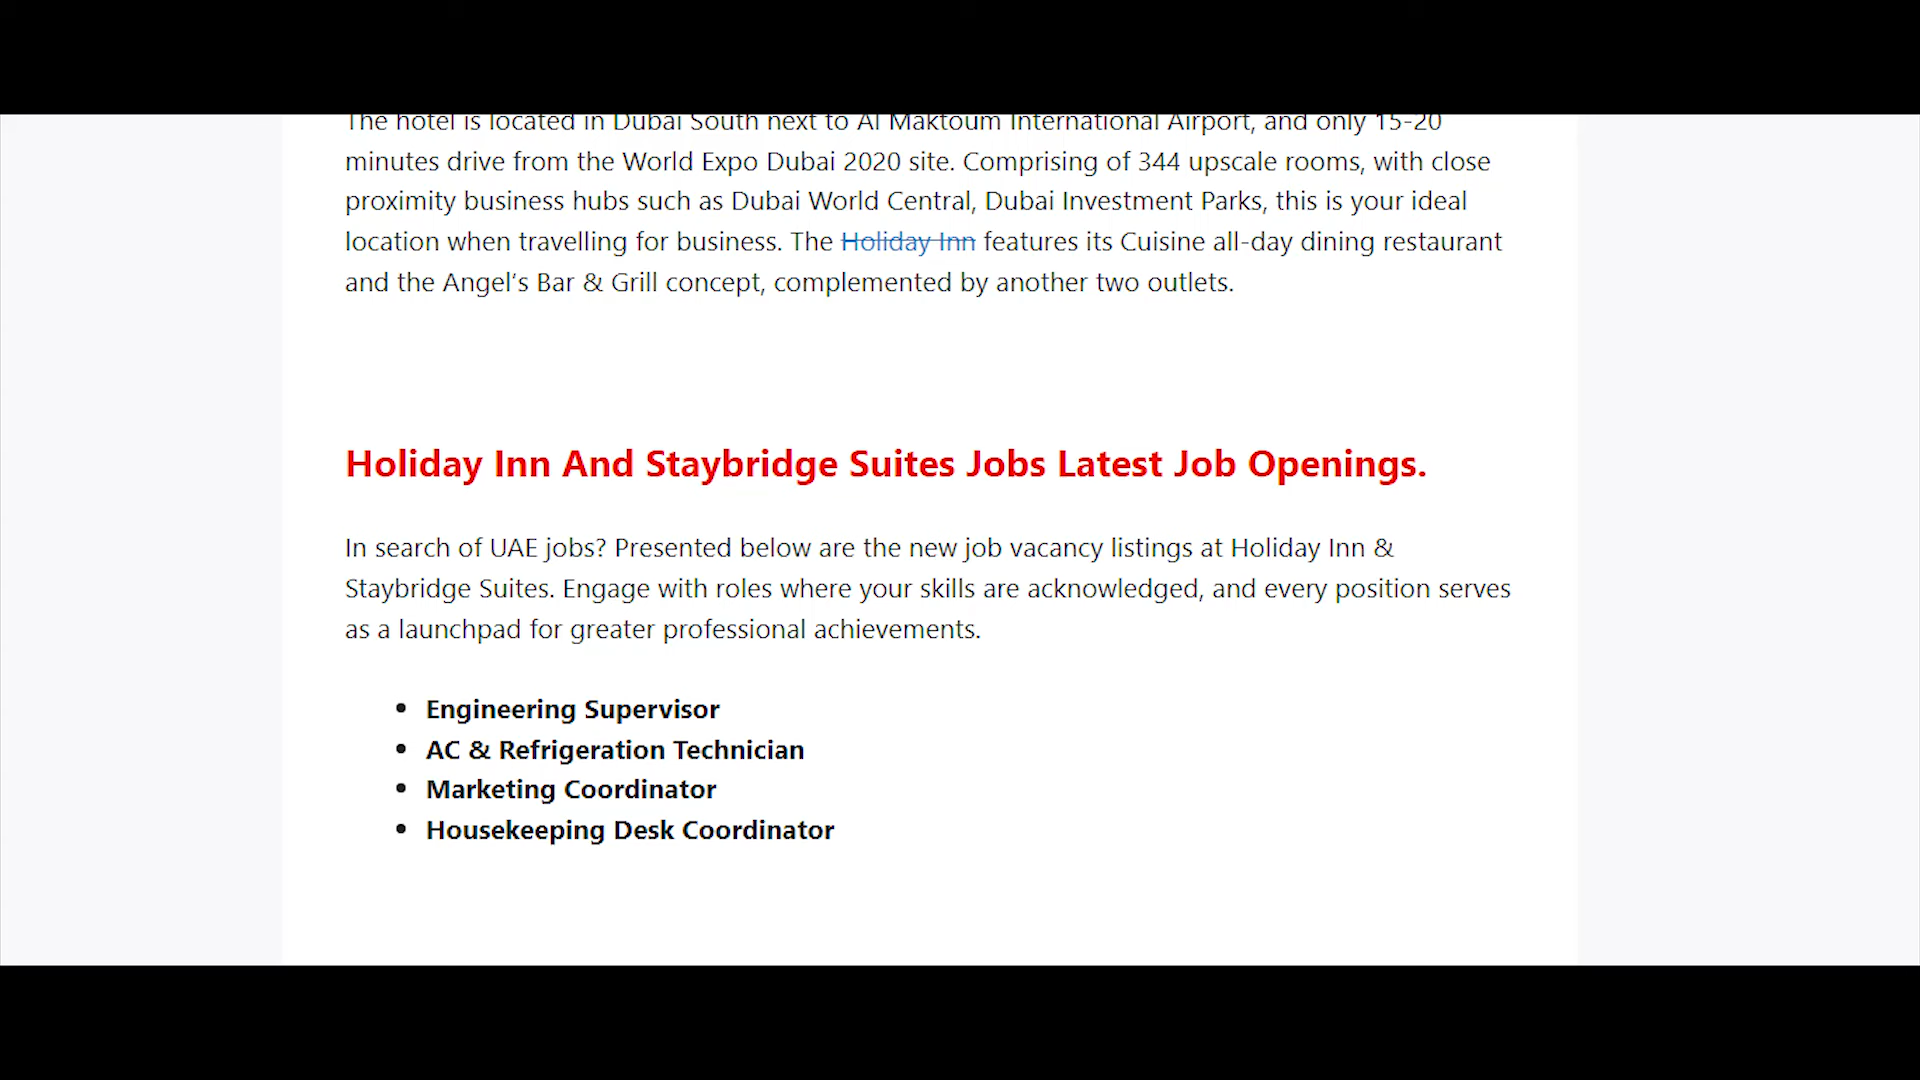 The hotel is located in Dubai South next to Al Maktoum International Airport, and only 15-20
minutes drive from the World Expo Dubai 2020 site. Comprising of 344 upscale rooms, with close
proximity business hubs such as Dubai World Central, Dubai Investment Parks, this is your ideal
location when travelling for business. The Holiday Inn features its Cuisine all-day dining restaurant
and the Angel’s Bar & Grill concept, complemented by another two outlets.
Holiday Inn And Staybridge Suites Jobs Latest Job Openings.
In search of UAE jobs? Presented below are the new job vacancy listings at Holiday Inn &
Staybridge Suites. Engage with roles where your skills are acknowledged, and every position serves
as a launchpad for greater professional achievements.
• Engineering Supervisor
• AC & Refrigeration Technician
• Marketing Coordinator
• Housekeeping Desk Coordinator